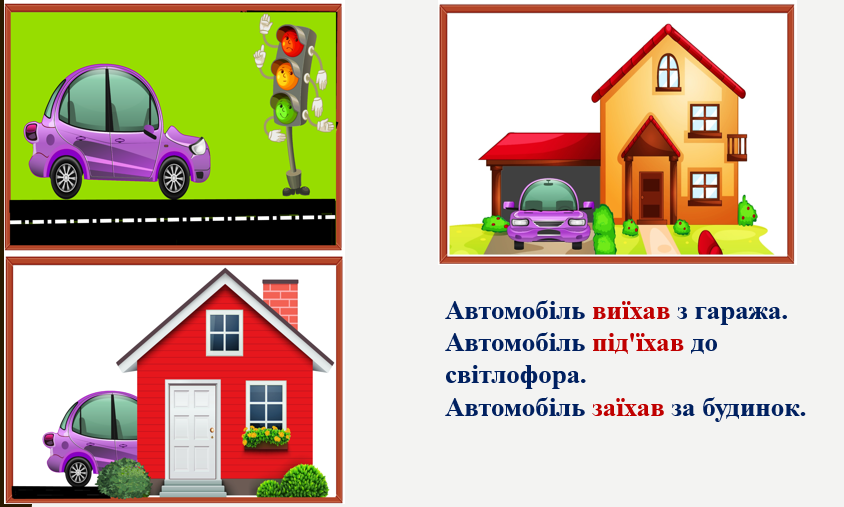 Автомобіль виїхав з гаража.
Автомобіль під'їхав до
світлофора.
Автомобіль заїхав за будинок.